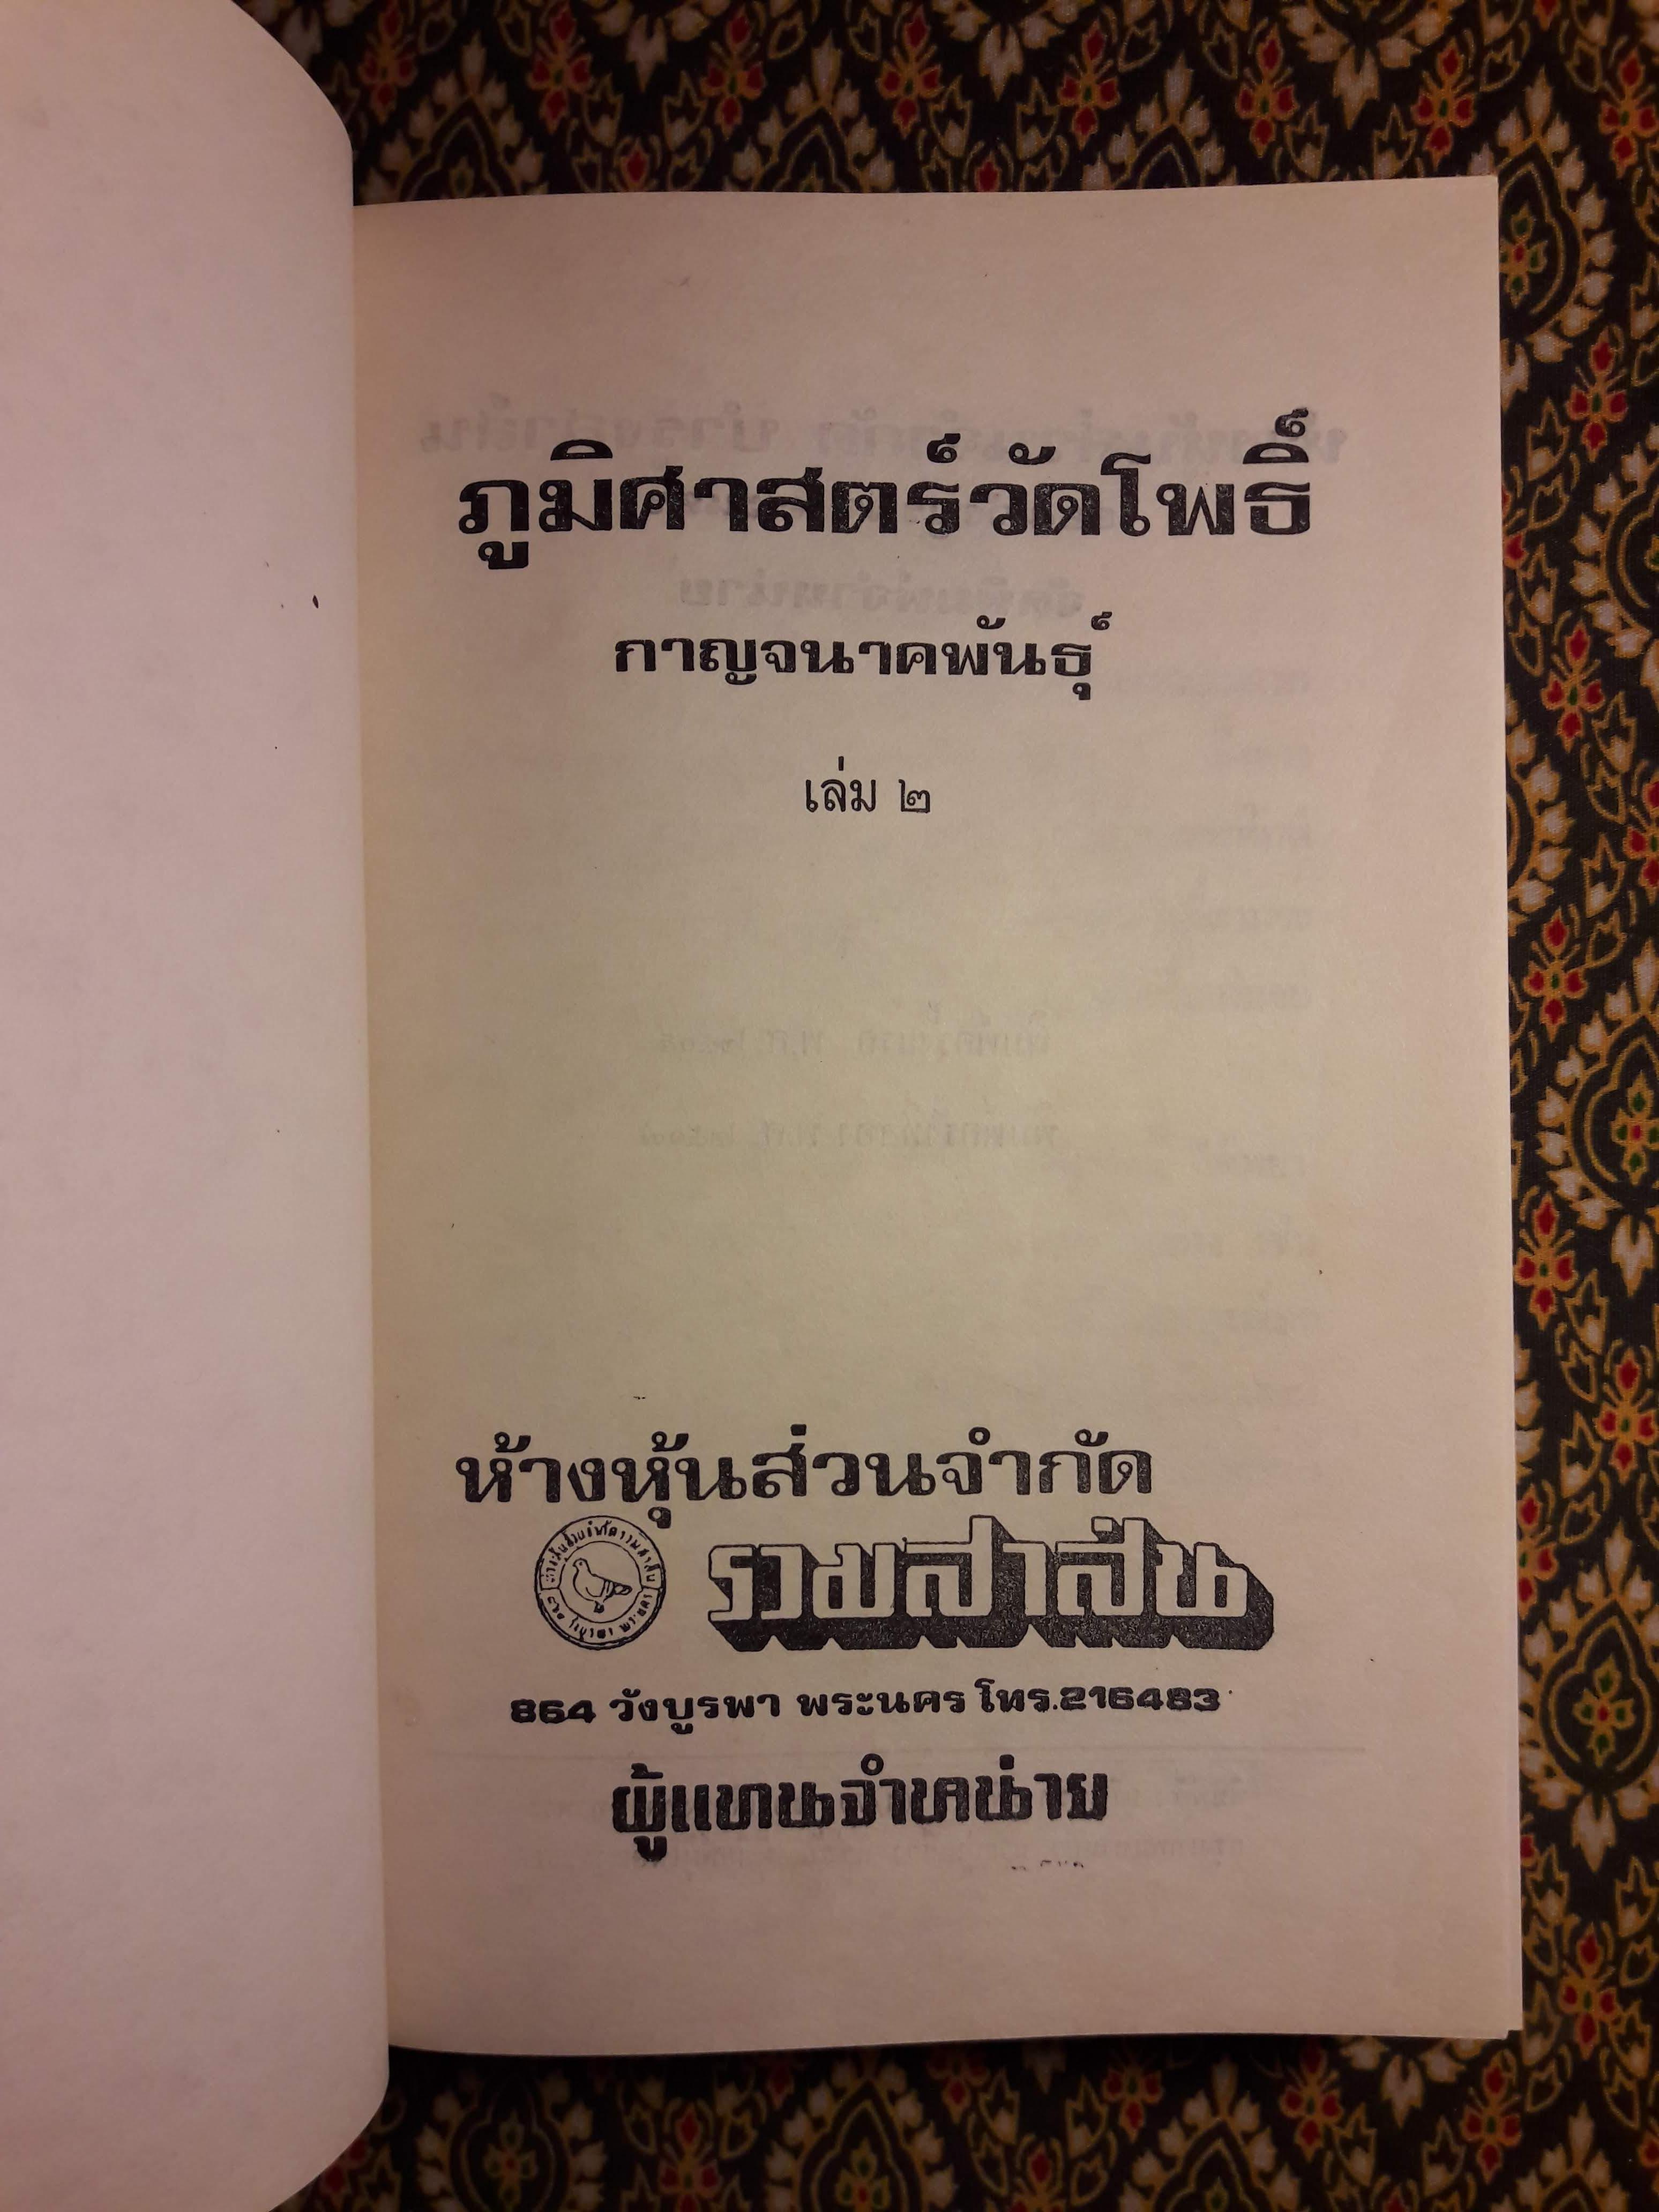 ภูมิศาสตร์วัดโพธิ์
กาญจนาคพันธุ์
เล่ม ๒
ห้างหุ้นส่วนจำกัด
รวมสาส์น
864 วังบูรพา พระนคร โทร.216483
ผู้แทนจำหน่าย